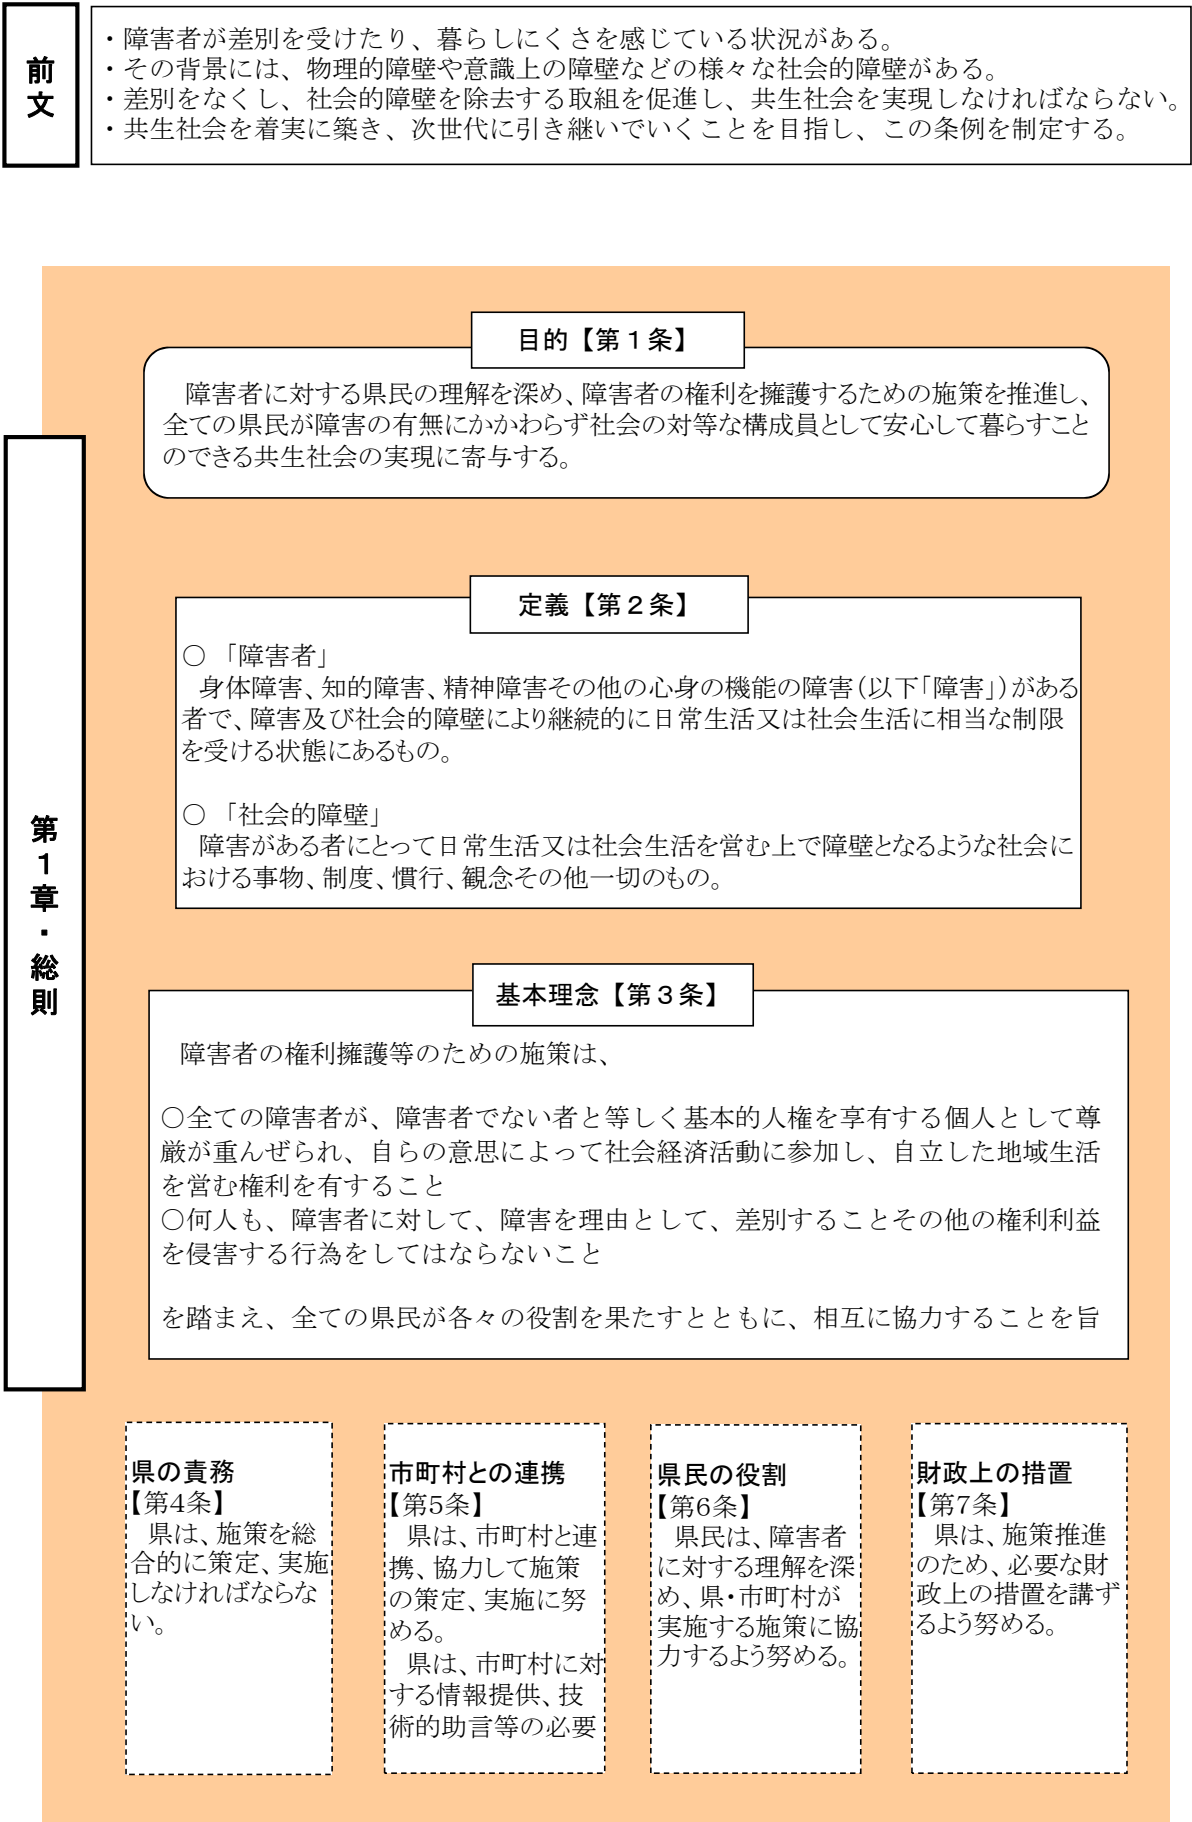 前文
・障害者が差別を受けたり、暮らしにくさを感じている状況がある。
・その背景には、物理的障壁や意識上の障壁などの様々な社会的障壁がある。
・差別をなくし、社会的障壁を除去する取組を促進し、共生社会を実現しなければならない。
・共生社会を着実に築き、次世代に引き継いでいくことを目指し、この条例を制定する。
第１章・総則
目的【第１条】
障害者に対する県民の理解を深め、障害者の権利を擁護するための施策を推進し、
全ての県民が障害の有無にかかわらず社会の対等な構成員として安心して暮らすこと
のできる共生社会の実現に寄与する。
定義【第２条】
○ 「障害者」
身体障害、知的障害、精神障害その他の心身の機能の障害（以下「障害」）がある
者で、障害及び社会的障壁により継続的に日常生活又は社会生活に相当な制限
を受ける状態にあるもの。
○ 「社会的障壁」
障害がある者にとって日常生活又は社会生活を営む上で障壁となるような社会に
おける事物、制度、慣行、観念その他一切のもの。
基本理念【第３条】
障害者の権利擁護等のための施策は、
○全ての障害者が、障害者でない者と等しく基本的人権を享有する個人として尊
厳が重んぜられ、自らの意思によって社会経済活動に参加し、自立した地域生活
を営む権利を有すること
○何人も、障害者に対して、障害を理由として、差別することその他の権利利益
を侵害する行為をしてはならないこと
を踏まえ、全ての県民が各々の役割を果たすとともに、相互に協力することを旨
県の責務
【第4条】
県は、施策を総
合的に策定、実施
しなければならな
い。
市町村との連携
【第5条】
県は、市町村と連
携、協力して施策
の策定、実施に努
める。
県は、市町村に対
する情報提供、技
術的助言等の必要
県民の役割
【第6条】
県民は、障害者
に対する理解を深
め、県・市町村が
実施する施策に協
力するよう努める。
財政上の措置
【第7条】
県は、施策推進
のため、必要な財
政上の措置を講ず
るよう努める。